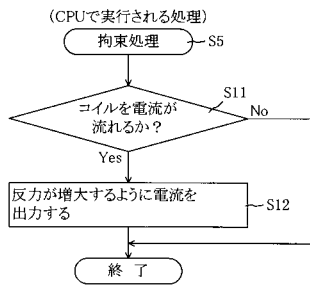 (CPUで実行される処理)
拘束処理
S5
コイルを電流が
流れるか？
S11
No
Yes
反力が増大するように電流を
出力する
S12
終 了